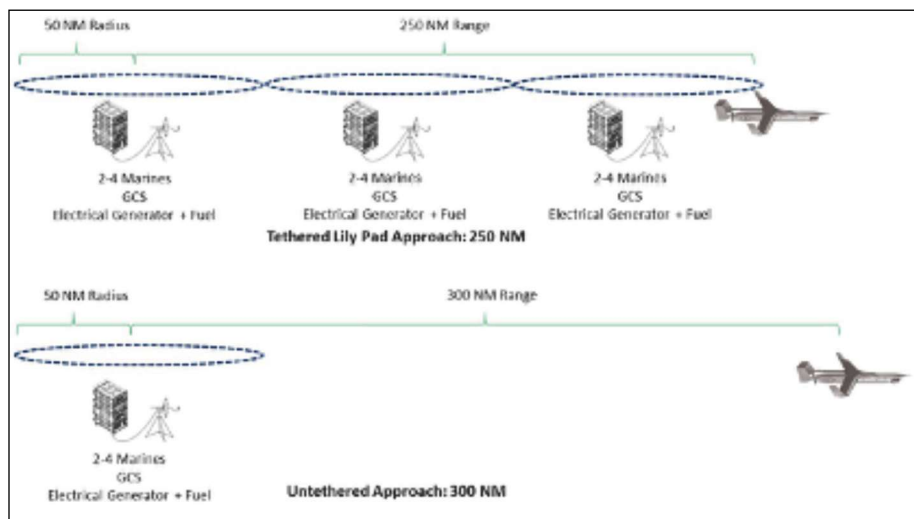 50 NM Radius 250 NM Range
2-4 Marines 2-4 Marines 2-4 Marines
GCS GCS GCS
Electrical Generator + Fuel Electrical Generator + Fuel Electrical Generator + Fuel
Tethered Lily Pad Approach: 250 NM
50 NM Radius 300 NM Range
2-4 Marines
GCS
Electrical Generator + Fuel
Untethered Approach: 300 NM